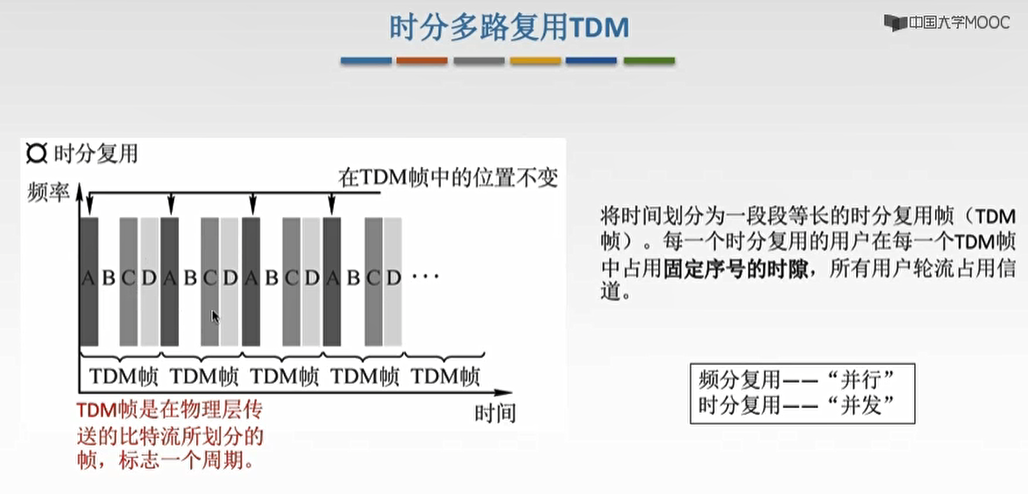 时分多路复用TDM
中国大学MOOC
时分复用
频率
在TDM帧中的位置不变
A B C D A B C D A B C D A B C D ···
TDM帧 TDM帧 TDM帧 TDM帧 TDM帧
时间
TDM帧是在物理层传
送的比特流所划分的
帧，标志一个周期。
将时间划分为一段段等长的时分复用帧（TDM
帧）。每一个时分复用的用户在每一个TDM帧
中占用固定序号的时隙，所有用户轮流占用信
道。
频分复用——“并行”
时分复用——“并发”